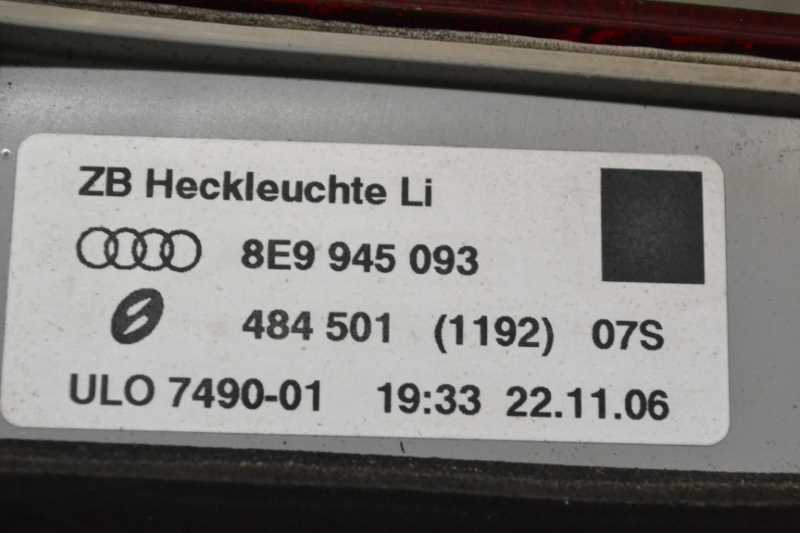 ZB Heckleuchte Li
8E9 945 093
484 501 (1192) 07S
ULO 7490-01 19:33 22.11.06